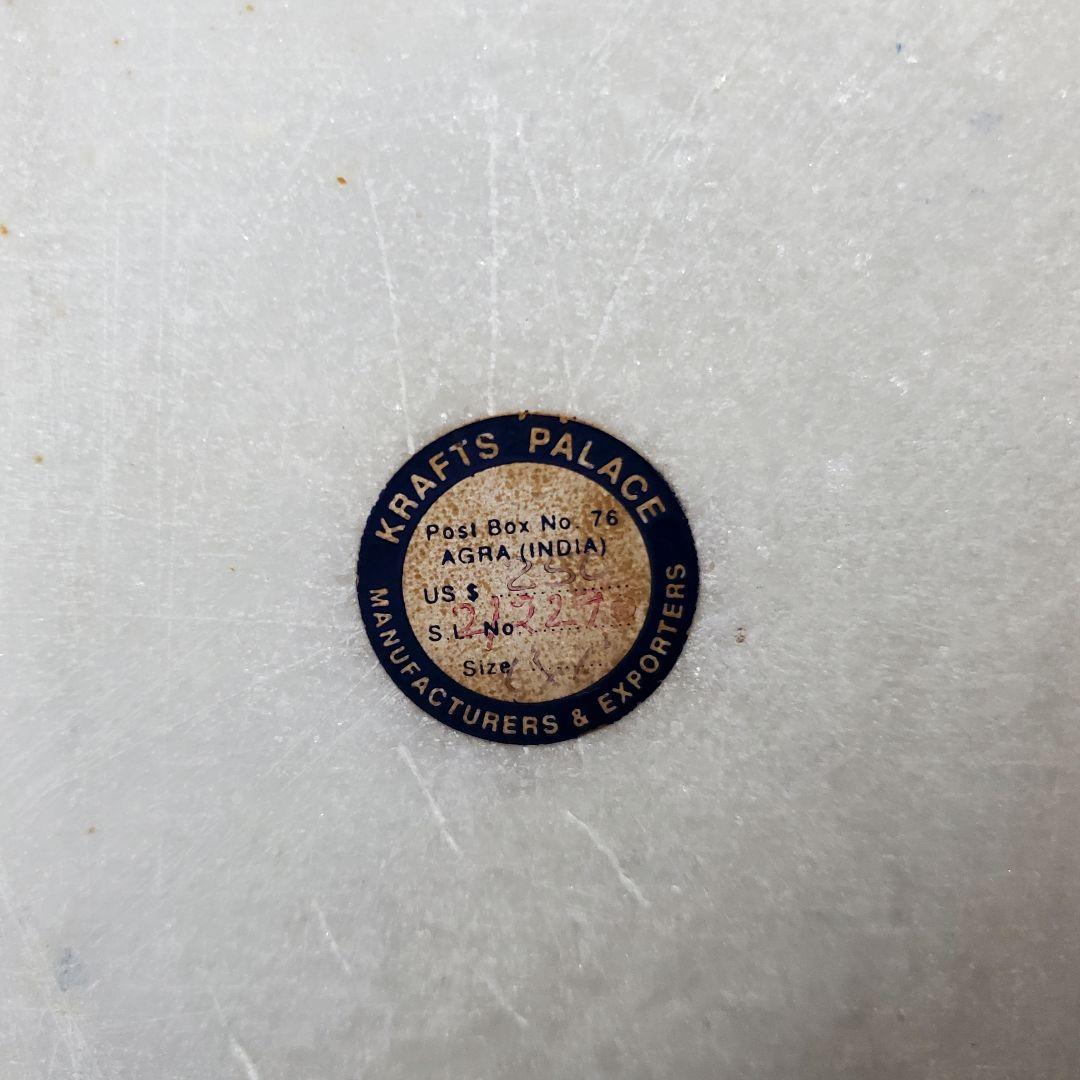 KRAFTS PALACE
Post Box No. 76
AGRA (INDIA)
US $ ..............
S.L. No. ..............
Size ..............
MANUFACTURERS & EXPORTERS